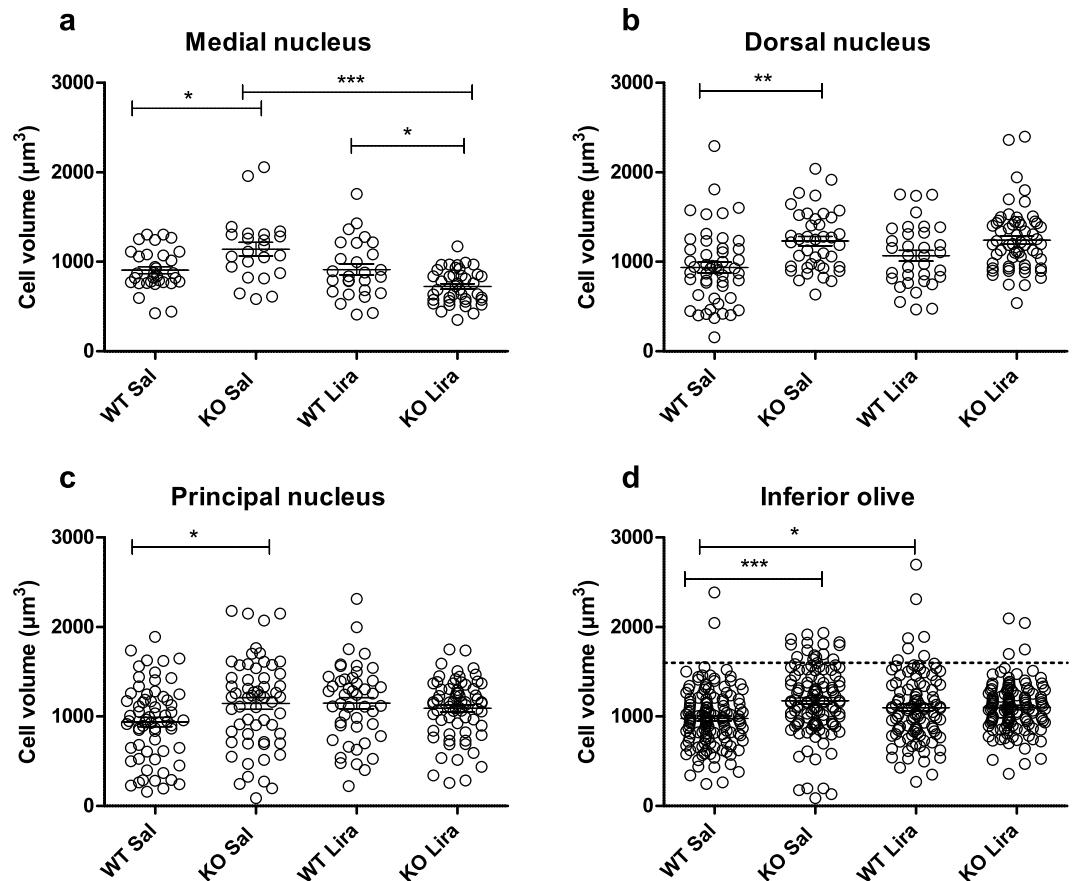 a
Medial nucleus
Cell volume (µm³)
3000
2000
1000
0
*
***
*
WT Sal
KO Sal
WT Lira
KO Lira
b
Dorsal nucleus
Cell volume (µm³)
3000
2000
1000
0
**
WT Sal
KO Sal
WT Lira
KO Lira
c
Principal nucleus
Cell volume (µm³)
3000
2000
1000
0
*
WT Sal
KO Sal
WT Lira
KO Lira
d
Inferior olive
Cell volume (µm³)
3000
2000
1000
0
*
***
WT Sal
KO Sal
WT Lira
KO Lira